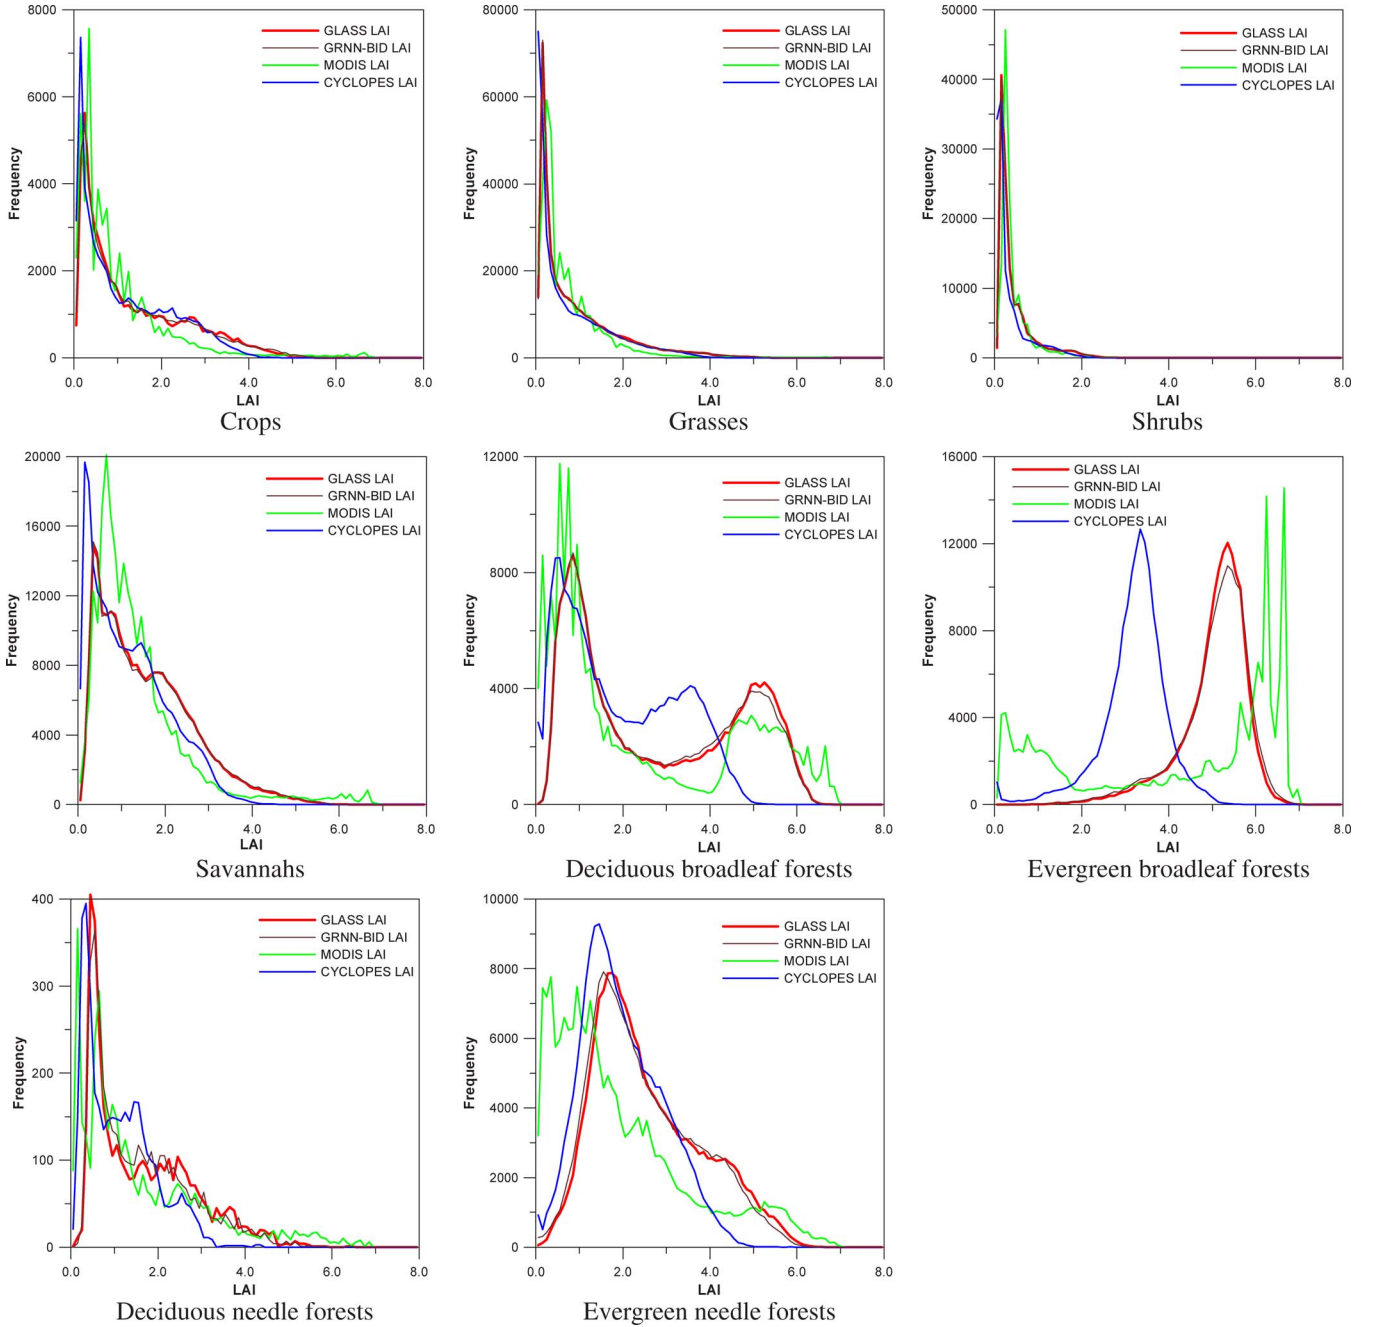 8000
6000
4000
2000
0
Frequency
GLASS LAI
GRNN-BID LAI
MODIS LAI
CYCLOPES LAI
0.0 2.0 4.0 6.0 8.0
LAI
Crops
80000
60000
40000
20000
0
Frequency
GLASS LAI
GRNN-BID LAI
MODIS LAI
CYCLOPES LAI
0.0 2.0 4.0 6.0 8.0
LAI
Grasses
50000
40000
30000
20000
10000
0
Frequency
GLASS LAI
GRNN-BID LAI
MODIS LAI
CYCLOPES LAI
0.0 2.0 4.0 6.0 8.0
LAI
Shrubs
20000
16000
12000
8000
4000
0
Frequency
GLASS LAI
GRNN-BID LAI
MODIS LAI
CYCLOPES LAI
0.0 2.0 4.0 6.0 8.0
LAI
Savannahs
12000
8000
4000
0
Frequency
GLASS LAI
GRNN-BID LAI
MODIS LAI
CYCLOPES LAI
0.0 2.0 4.0 6.0 8.0
LAI
Deciduous broadleaf forests
16000
12000
8000
4000
0
Frequency
GLASS LAI
GRNN-BID LAI
MODIS LAI
CYCLOPES LAI
0.0 2.0 4.0 6.0 8.0
LAI
Evergreen broadleaf forests
400
300
200
100
0
Frequency
GLASS LAI
GRNN-BID LAI
MODIS LAI
CYCLOPES LAI
0.0 2.0 4.0 6.0 8.0
LAI
Deciduous needle forests
10000
8000
6000
4000
2000
0
Frequency
GLASS LAI
GRNN-BID LAI
MODIS LAI
CYCLOPES LAI
0.0 2.0 4.0 6.0 8.0
LAI
Evergreen needle forests